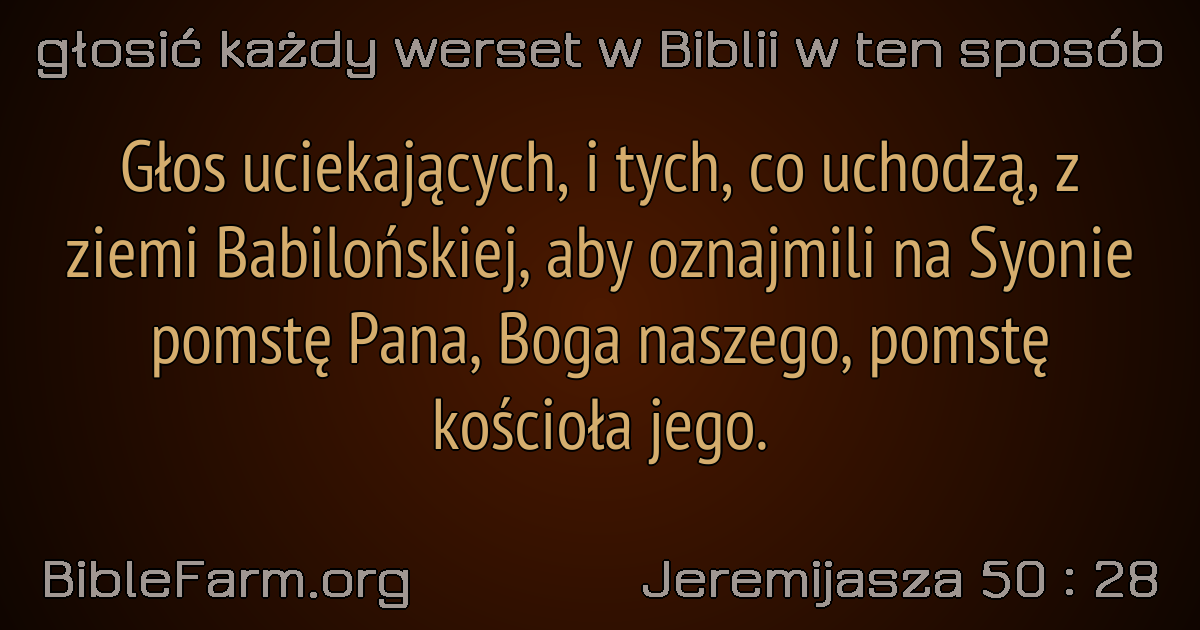 głosić każdy werset w Biblii w ten sposób
Głos uciekających, i tych, co uchodzą, z
ziemi Babilońskiej, aby oznajmili na Syonie
pomstę Pana, Boga naszego, pomstę
kościoła jego.
BibleFarm.org
Jeremijasza 50 : 28